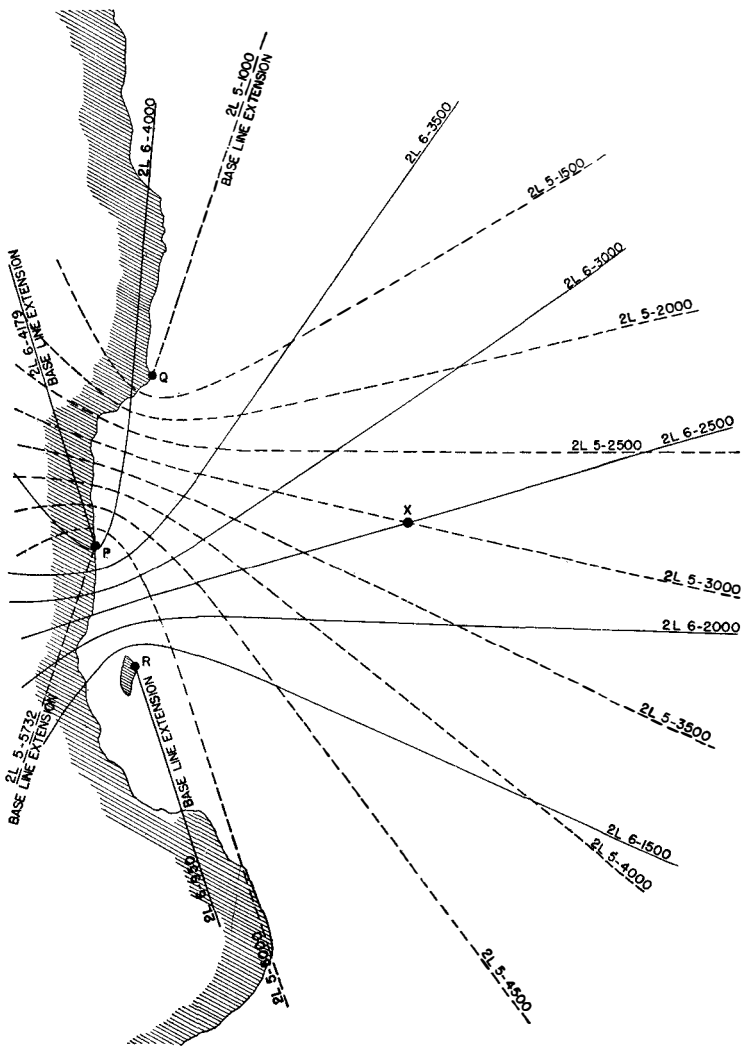 2L 5-1000
BASE LINE EXTENSION
2L 6-4000
2L 6-3500
2L 5-1500
2L 6-4179
BASE LINE EXTENSION
2L 6-3000
2L 5-2000
Q
2L 6-2500
2L 5-2500
X
P
2L 5-3000
2L 6-2000
R
2L 5-3500
BASE LINE EXTENSION
2L 5-5732
BASE LINE EXTENSION
2L 6-1500
2L 5-4000
2L 5-4500